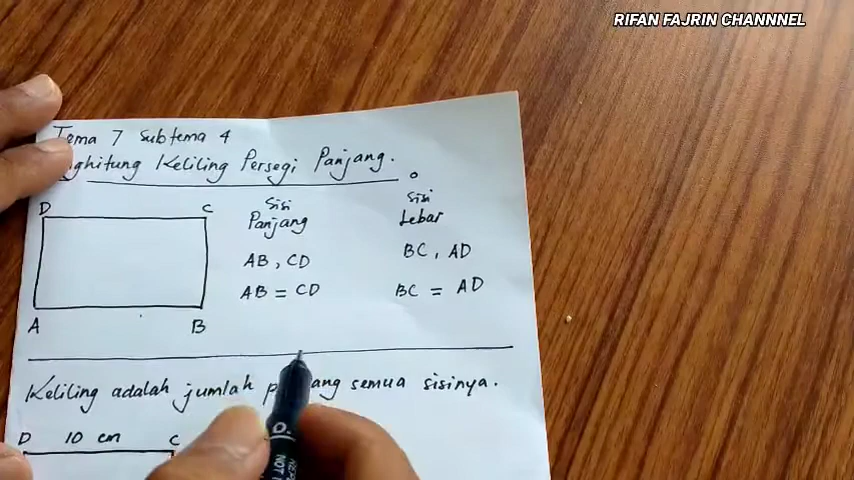 RIFAN FAJRIN CHANNNEL
Tema 7 Subtema 4
ghitung Keliling Persegi Panjang.
D C
A B
Sisi
Panjang
AB, CD
AB = CD
Sisi
Lebar
BC, AD
BC = AD
Keliling adalah jumlah p ang semua sisinya.
D 10 cm C